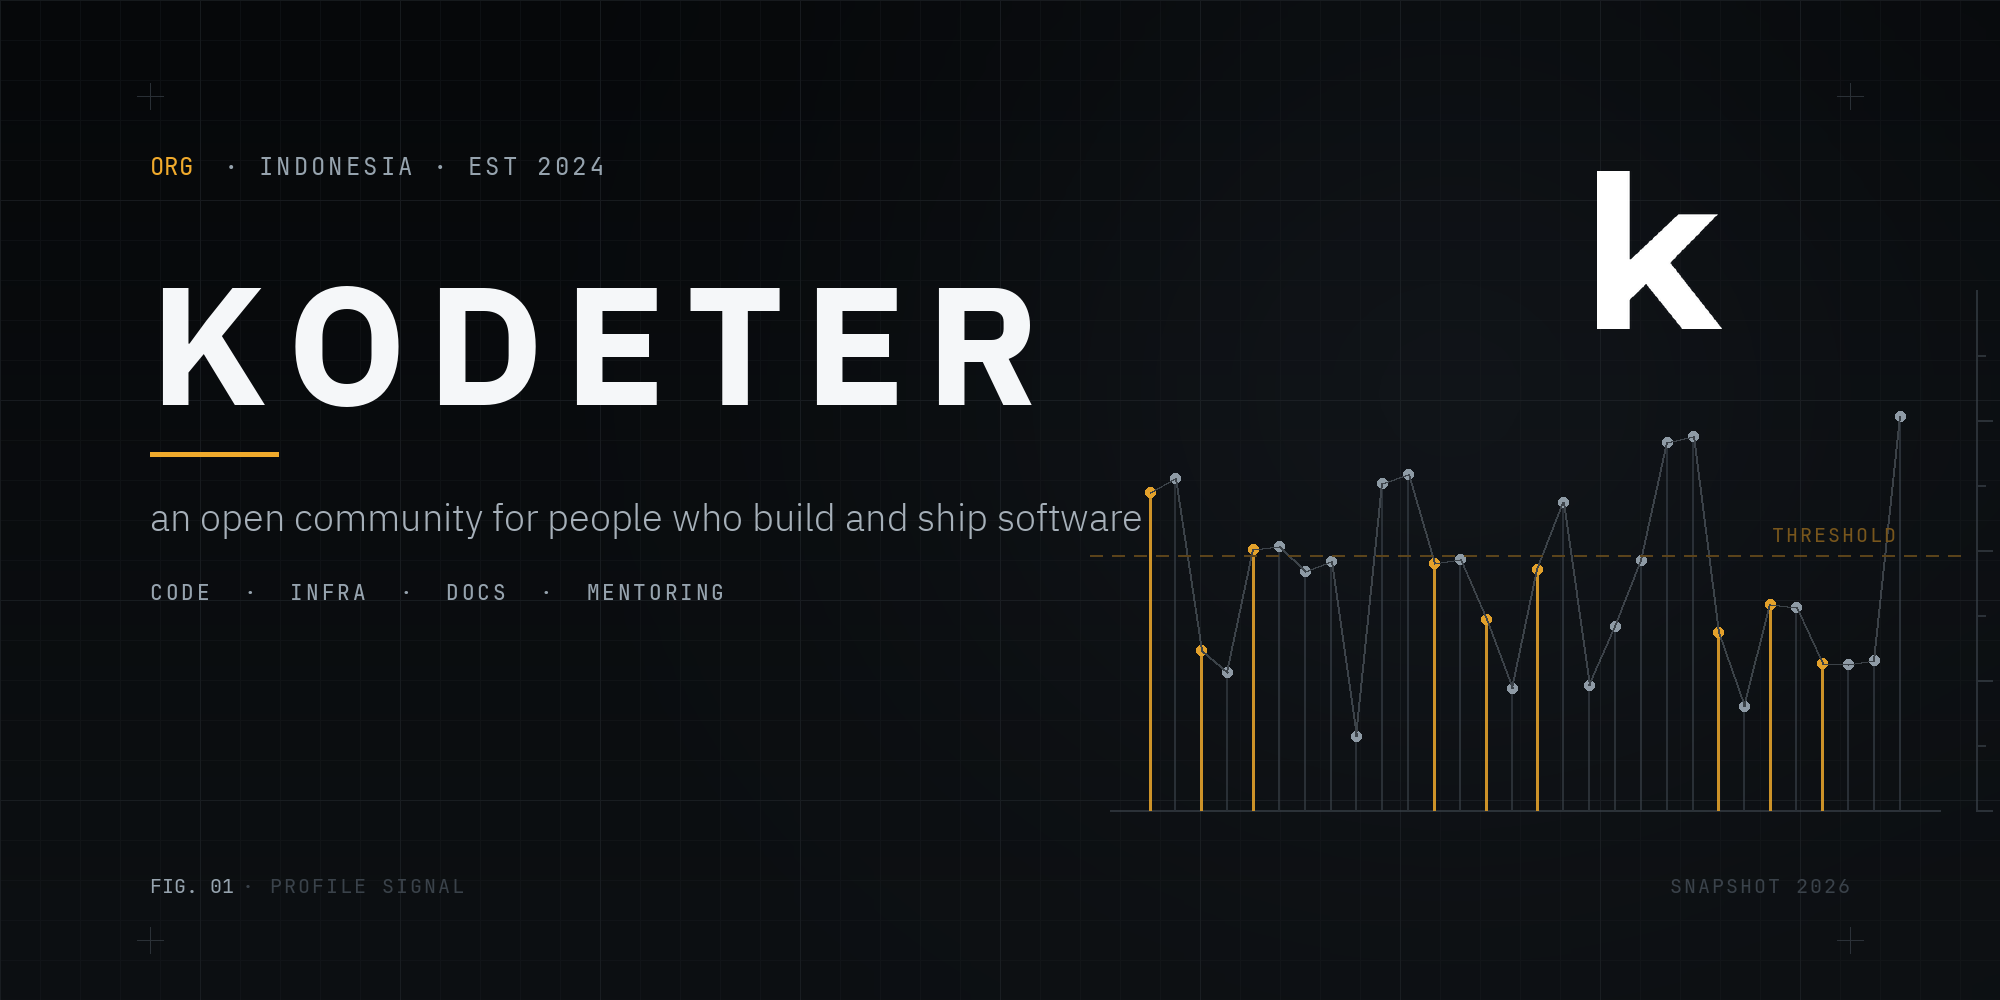 ORG · INDONESIA · EST 2024
k
KODETER
an open community for people who build and ship software
THRESHOLD
CODE · INFRA · DOCS · MENTORING
FIG. 01 · PROFILE SIGNAL
SNAPSHOT 2026